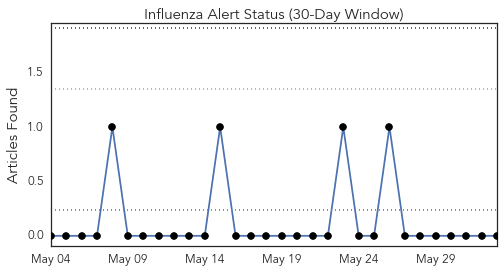 Influenza Alert Status (30-Day Window)
Articles Found
1.5
1.0
0.5
0.0
May 04 May 09 May 14 May 19 May 24 May 29